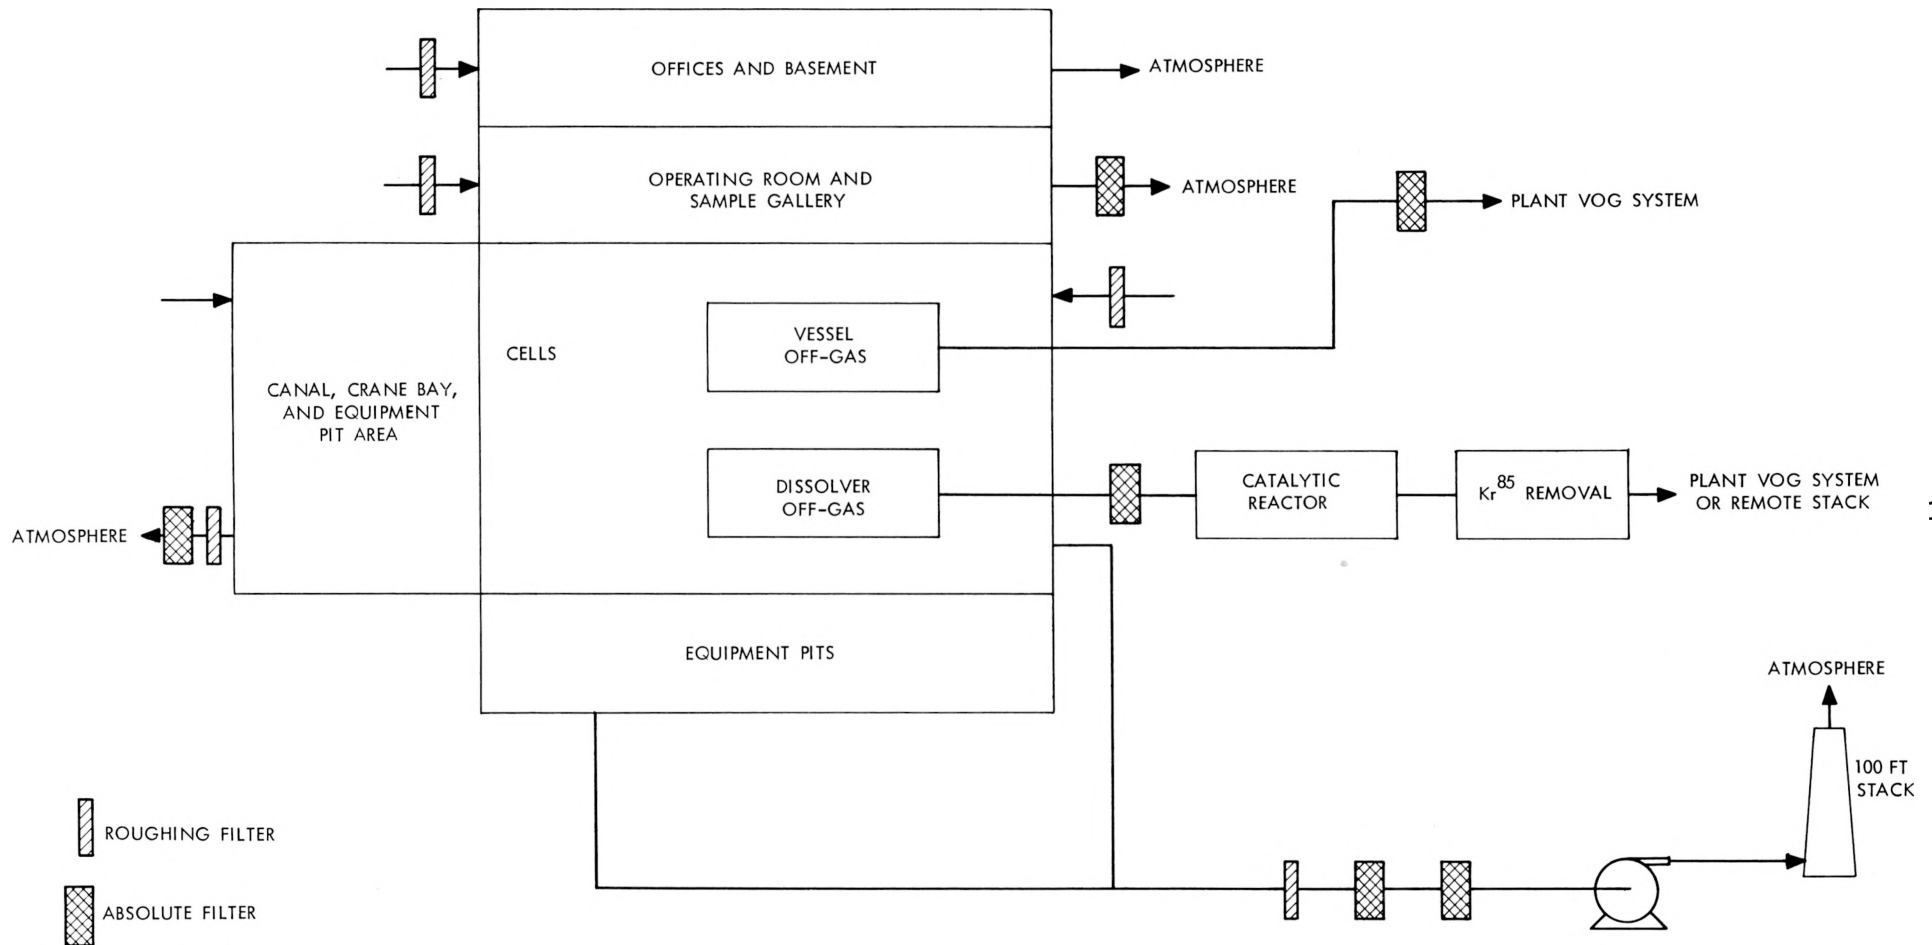 OFFICES AND BASEMENT
ATMOSPHERE
OPERATING ROOM AND
SAMPLE GALLERY
ATMOSPHERE
PLANT VOG SYSTEM
CELLS
VESSEL
OFF-GAS
CANAL, CRANE BAY,
AND EQUIPMENT
PIT AREA
DISSOLVER
OFF-GAS
CATALYTIC
REACTOR
Kr85 REMOVAL
PLANT VOG SYSTEM
OR REMOTE STACK
ATMOSPHERE
EQUIPMENT PITS
ATMOSPHERE
100 FT
STACK
ROUGHING FILTER
ABSOLUTE FILTER